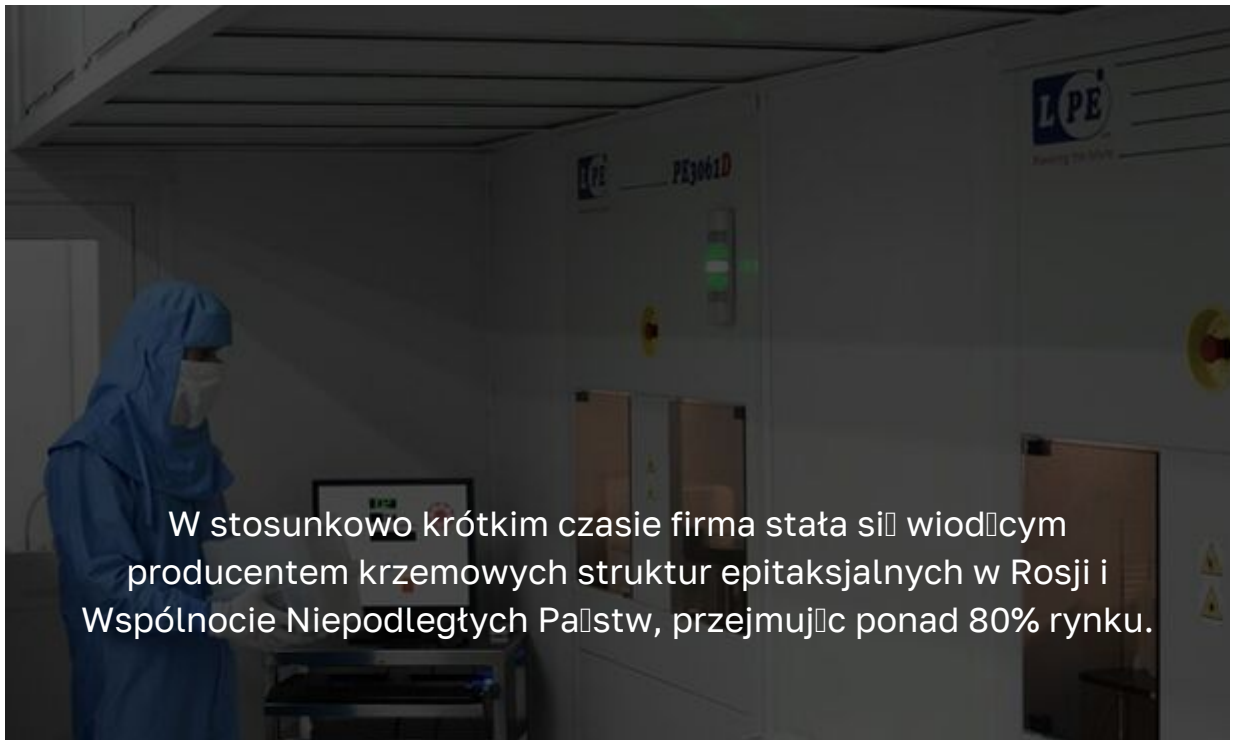 LPE
LPE
PE3061D
W stosunkowo krótkim czasie firma stała si▯ wiod▯cym
producentem krzemowych struktur epitaksjalnych w Rosji i
Wspólnocie Niepodległych Pa▯stw, przejmuj▯c ponad 80% rynku.